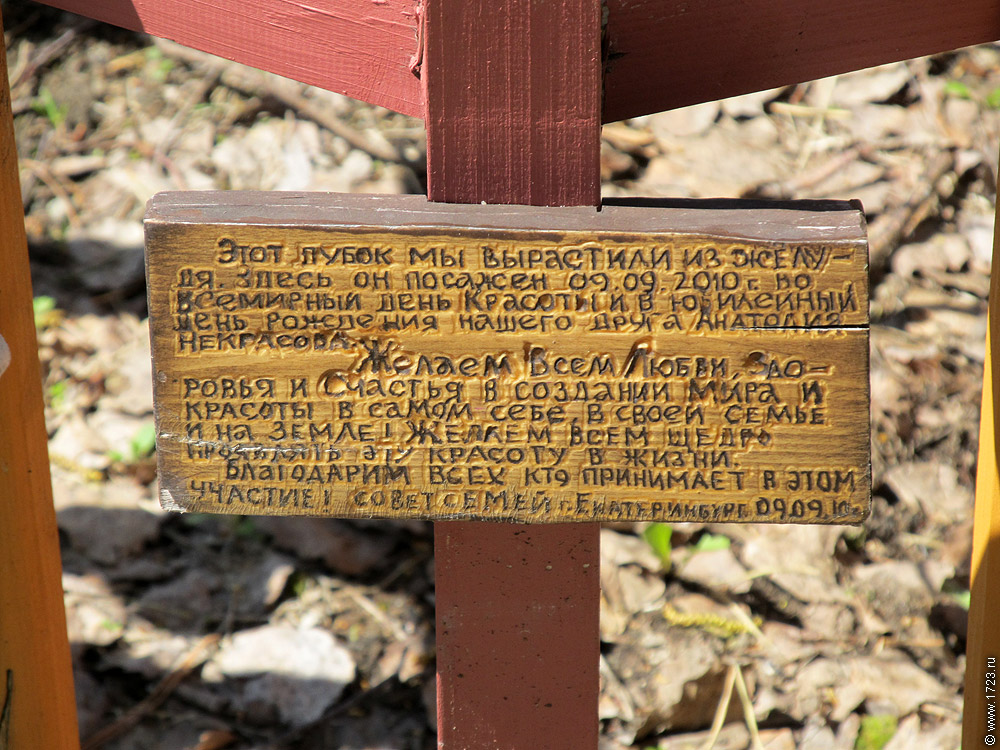 Этот дубок мы вырастили из жёлу-
дя. Здесь он посажен 09.09.2010 г. во
Всемирный день Красоты и в юбилейный
день рождения нашего друга Анатолия
Некрасова. Желаем Всем Любви, Здо-
ровья и Счастья в создании Мира и
красоты в самом себе, в своей семье
и на Земле! Желаем всем щедро
проявлять эту красоту в жизни.
Благодарим всех кто принимает в этом
участие! Совет семей г. Екатеринбург 09.09.10 г.
© www.1723.ru